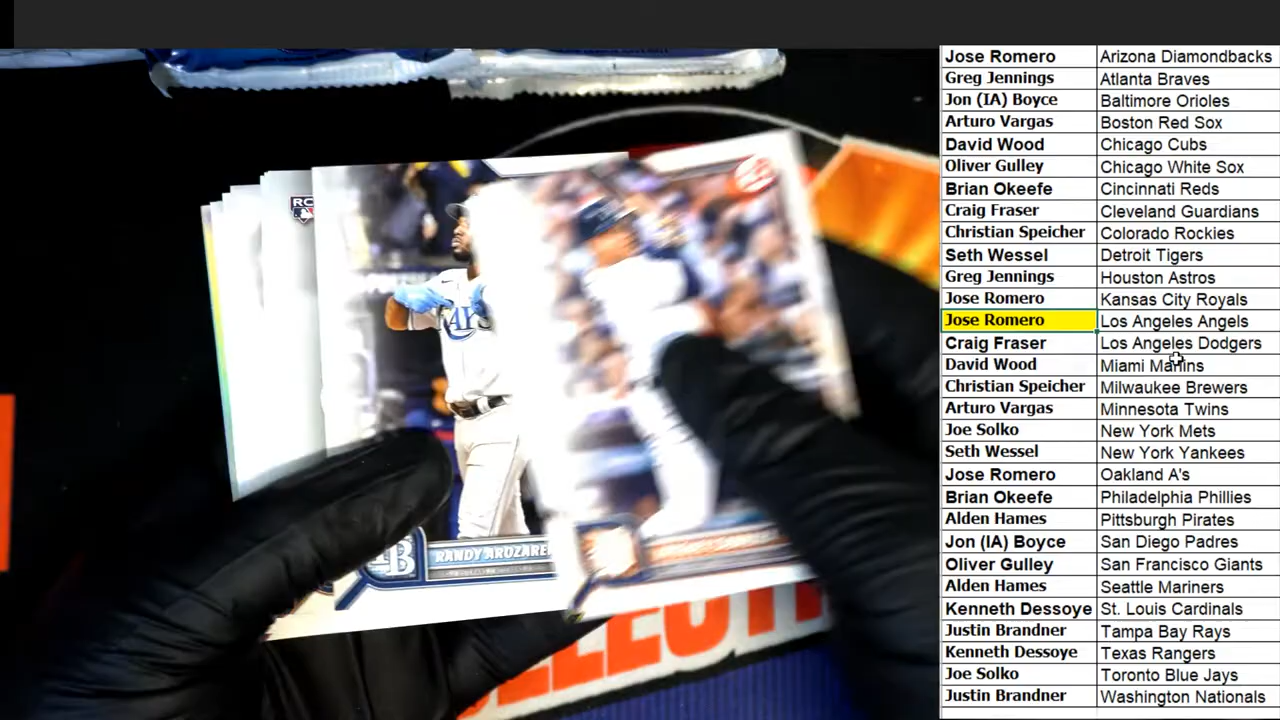 Jose Romero Arizona Diamondbacks
Greg Jennings Atlanta Braves
Jon (IA) Boyce Baltimore Orioles
Arturo Vargas Boston Red Sox
David Wood Chicago Cubs
Oliver Gulley Chicago White Sox
Brian Okeefe Cincinnati Reds
Craig Fraser Cleveland Guardians
Christian Speicher Colorado Rockies
Seth Wessel Detroit Tigers
Greg Jennings Houston Astros
Jose Romero Kansas City Royals
Jose Romero Los Angeles Angels
Craig Fraser Los Angeles Dodgers
David Wood Miami Marlins
Christian Speicher Milwaukee Brewers
Arturo Vargas Minnesota Twins
Joe Solko New York Mets
Seth Wessel New York Yankees
Jose Romero Oakland A's
Brian Okeefe Philadelphia Phillies
Alden Hames Pittsburgh Pirates
Jon (IA) Boyce San Diego Padres
Oliver Gulley San Francisco Giants
Alden Hames Seattle Mariners
Kenneth Dessoye St. Louis Cardinals
Justin Brandner Tampa Bay Rays
Kenneth Dessoye Texas Rangers
Joe Solko Toronto Blue Jays
Justin Brandner Washington Nationals
RC
RAYS
TB
RANDY AROZARE